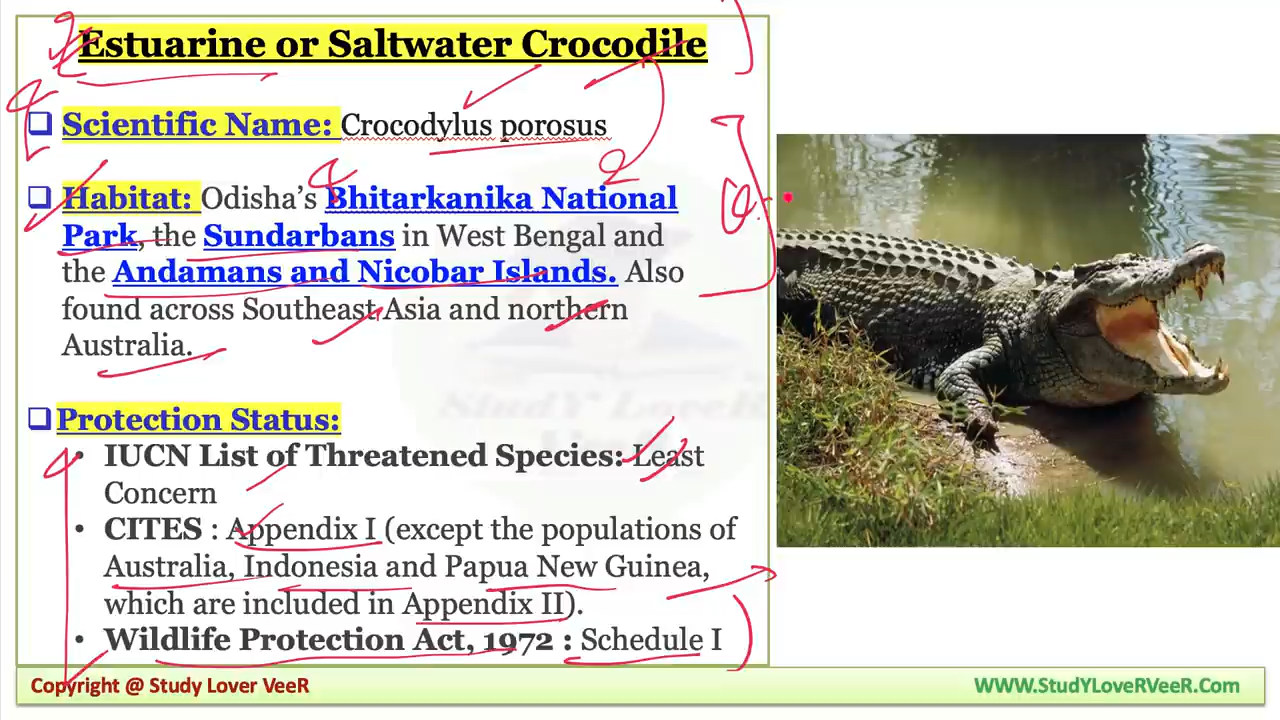 Estuarine or Saltwater Crocodile
Scientific Name: Crocodylus porosus
Habitat: Odisha's Bhitarkanika National
Park, the Sundarbans in West Bengal and
the Andamans and Nicobar Islands. Also
found across Southeast Asia and northern
Australia.
StudY LoveR
Protection Status:
• IUCN List of Threatened Species: Least
Concern
• CITES : Appendix I (except the populations of
Australia, Indonesia and Papua New Guinea,
which are included in Appendix II).
• Wildlife Protection Act, 1972 : Schedule I
Copyright @ Study Lover VeeR
WWW.StuDYLoveRVeeR.Com